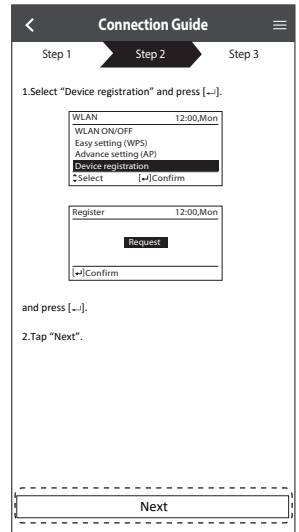 Connection Guide
Step 1 Step 2 Step 3
1.Select “Device registration” and press [↵].
WLAN 12:00,Mon
WLAN ON/OFF
Easy setting (WPS)
Advance setting (AP)
Device registration
Select [↵]Confirm
Register 12:00,Mon
Request
[↵]Confirm
and press [↵].
2.Tap “Next”.
Next